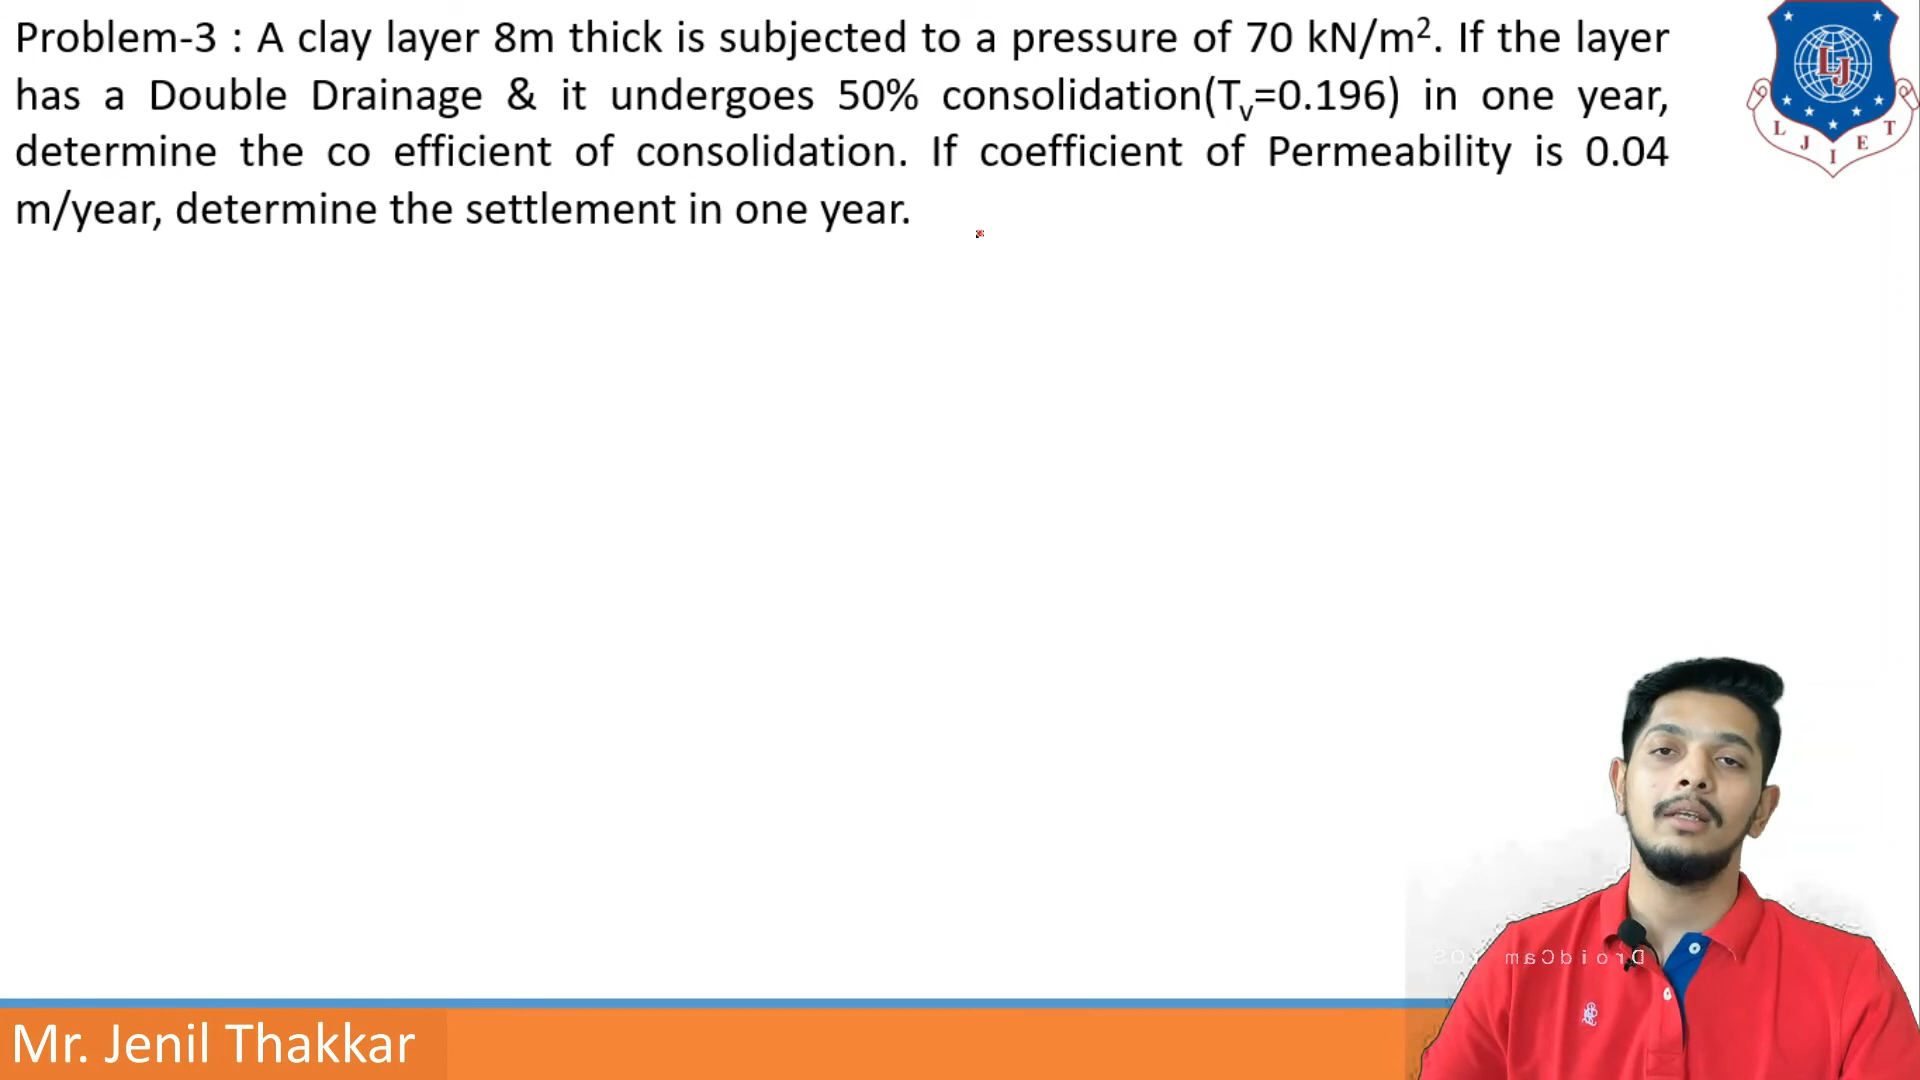 Problem-3 : A clay layer 8m thick is subjected to a pressure of 70 kN/m². If the layer
has a Double Drainage & it undergoes 50% consolidation(Tᵥ=0.196) in one year,
determine the co efficient of consolidation. If coefficient of Permeability is 0.04
m/year, determine the settlement in one year.
LJ
L J I E T
DroidCam
Mr. Jenil Thakkar